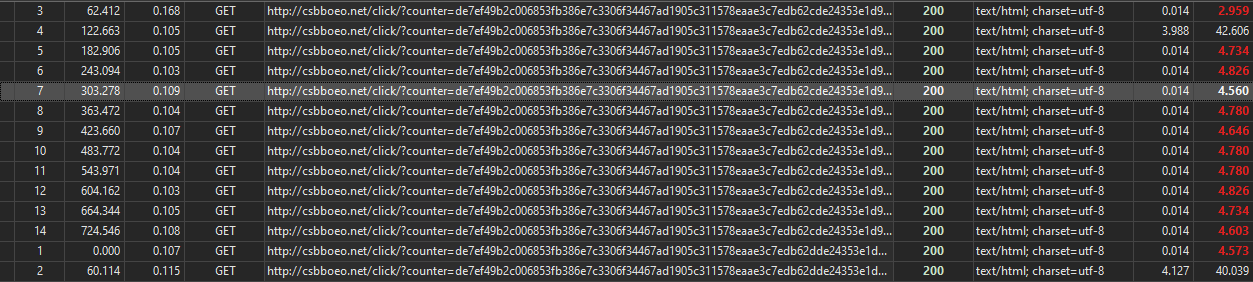 3 62.412 0.168 GET http://csbboeo.net/click/?counter=de7ef49b2c006853fb386e7c3306f34467ad1905c311578eaae3c7edb62cde24353e1d9... 200 text/html; charset=utf-8 0.014 2.959
4 122.663 0.105 GET http://csbboeo.net/click/?counter=de7ef49b2c006853fb386e7c3306f34467ad1905c311578eaae3c7edb62cde24353e1d9... 200 text/html; charset=utf-8 3.988 42.606
5 182.906 0.105 GET http://csbboeo.net/click/?counter=de7ef49b2c006853fb386e7c3306f34467ad1905c311578eaae3c7edb62cde24353e1d9... 200 text/html; charset=utf-8 0.014 4.734
6 243.094 0.103 GET http://csbboeo.net/click/?counter=de7ef49b2c006853fb386e7c3306f34467ad1905c311578eaae3c7edb62cde24353e1d9... 200 text/html; charset=utf-8 0.014 4.826
7 303.278 0.109 GET http://csbboeo.net/click/?counter=de7ef49b2c006853fb386e7c3306f34467ad1905c311578eaae3c7edb62cde24353e1d9... 200 text/html; charset=utf-8 0.014 4.560
8 363.472 0.104 GET http://csbboeo.net/click/?counter=de7ef49b2c006853fb386e7c3306f34467ad1905c311578eaae3c7edb62cde24353e1d9... 200 text/html; charset=utf-8 0.014 4.780
9 423.660 0.107 GET http://csbboeo.net/click/?counter=de7ef49b2c006853fb386e7c3306f34467ad1905c311578eaae3c7edb62cde24353e1d9... 200 text/html; charset=utf-8 0.014 4.646
10 483.772 0.104 GET http://csbboeo.net/click/?counter=de7ef49b2c006853fb386e7c3306f34467ad1905c311578eaae3c7edb62cde24353e1d9... 200 text/html; charset=utf-8 0.014 4.780
11 543.971 0.104 GET http://csbboeo.net/click/?counter=de7ef49b2c006853fb386e7c3306f34467ad1905c311578eaae3c7edb62cde24353e1d9... 200 text/html; charset=utf-8 0.014 4.780
12 604.162 0.103 GET http://csbboeo.net/click/?counter=de7ef49b2c006853fb386e7c3306f34467ad1905c311578eaae3c7edb62cde24353e1d9... 200 text/html; charset=utf-8 0.014 4.826
13 664.344 0.105 GET http://csbboeo.net/click/?counter=de7ef49b2c006853fb386e7c3306f34467ad1905c311578eaae3c7edb62cde24353e1d9... 200 text/html; charset=utf-8 0.014 4.734
14 724.546 0.108 GET http://csbboeo.net/click/?counter=de7ef49b2c006853fb386e7c3306f34467ad1905c311578eaae3c7edb62cde24353e1d9... 200 text/html; charset=utf-8 0.014 4.603
1 0.000 0.107 GET http://csbboeo.net/click/?counter=de7ef49b2c006853fb386e7c3306f34467ad1905c311578eaae3c7edb62dde24353e1d... 200 text/html; charset=utf-8 0.014 4.573
2 60.114 0.115 GET http://csbboeo.net/click/?counter=de7ef49b2c006853fb386e7c3306f34467ad1905c311578eaae3c7edb62dde24353e1d... 200 text/html; charset=utf-8 4.127 40.039